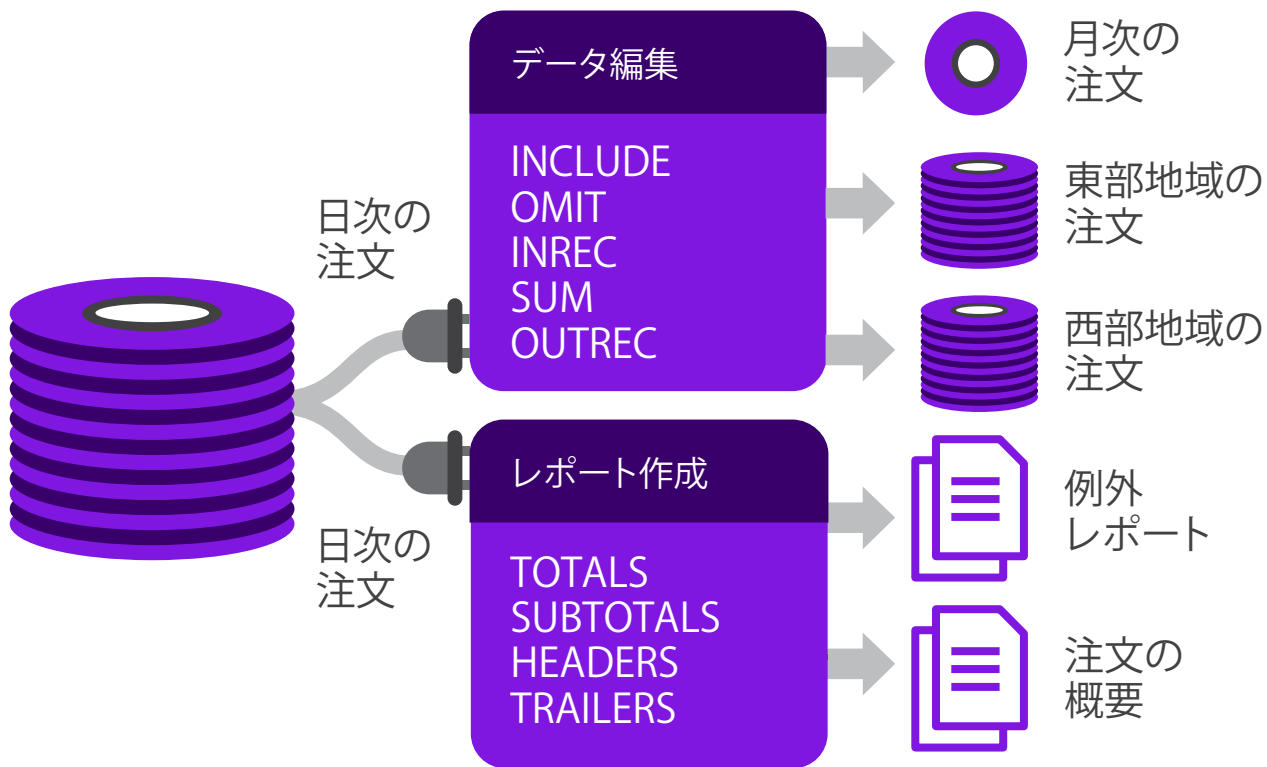 日次の
注文
日次の
注文
データ編集
INCLUDE
OMIT
INREC
SUM
OUTREC
レポート作成
TOTALS
SUBTOTALS
HEADERS
TRAILERS
月次の
注文
東部地域の
注文
西部地域の
注文
例外
レポート
注文の
概要